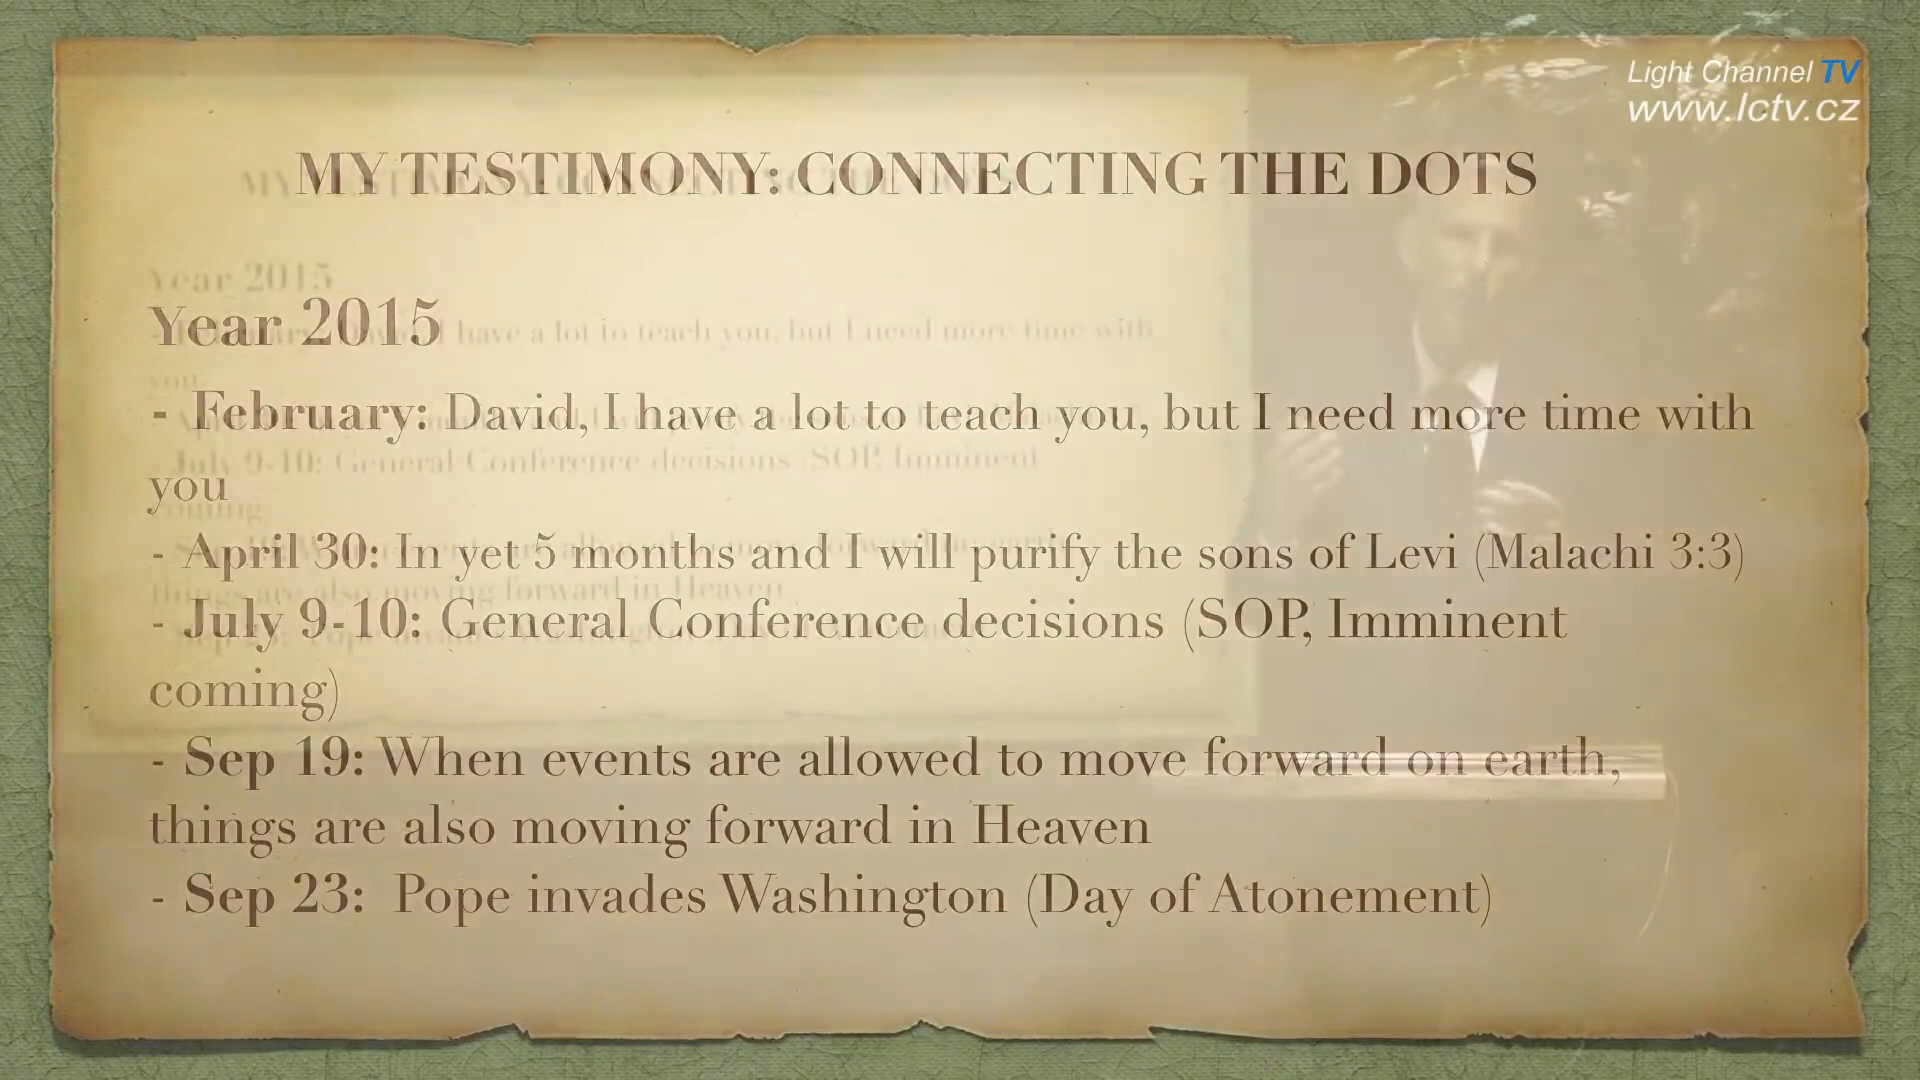 Light Channel TV
www.lctv.cz
MY TESTIMONY: CONNECTING THE DOTS
Year 2015
- February: David, I have a lot to teach you, but I need more time with
you
- April 30: In yet 5 months and I will purify the sons of Levi (Malachi 3:3)
- July 9-10: General Conference decisions (SOP, Imminent
coming)
- Sep 19: When events are allowed to move forward on earth,
things are also moving forward in Heaven
- Sep 23: Pope invades Washington (Day of Atonement)